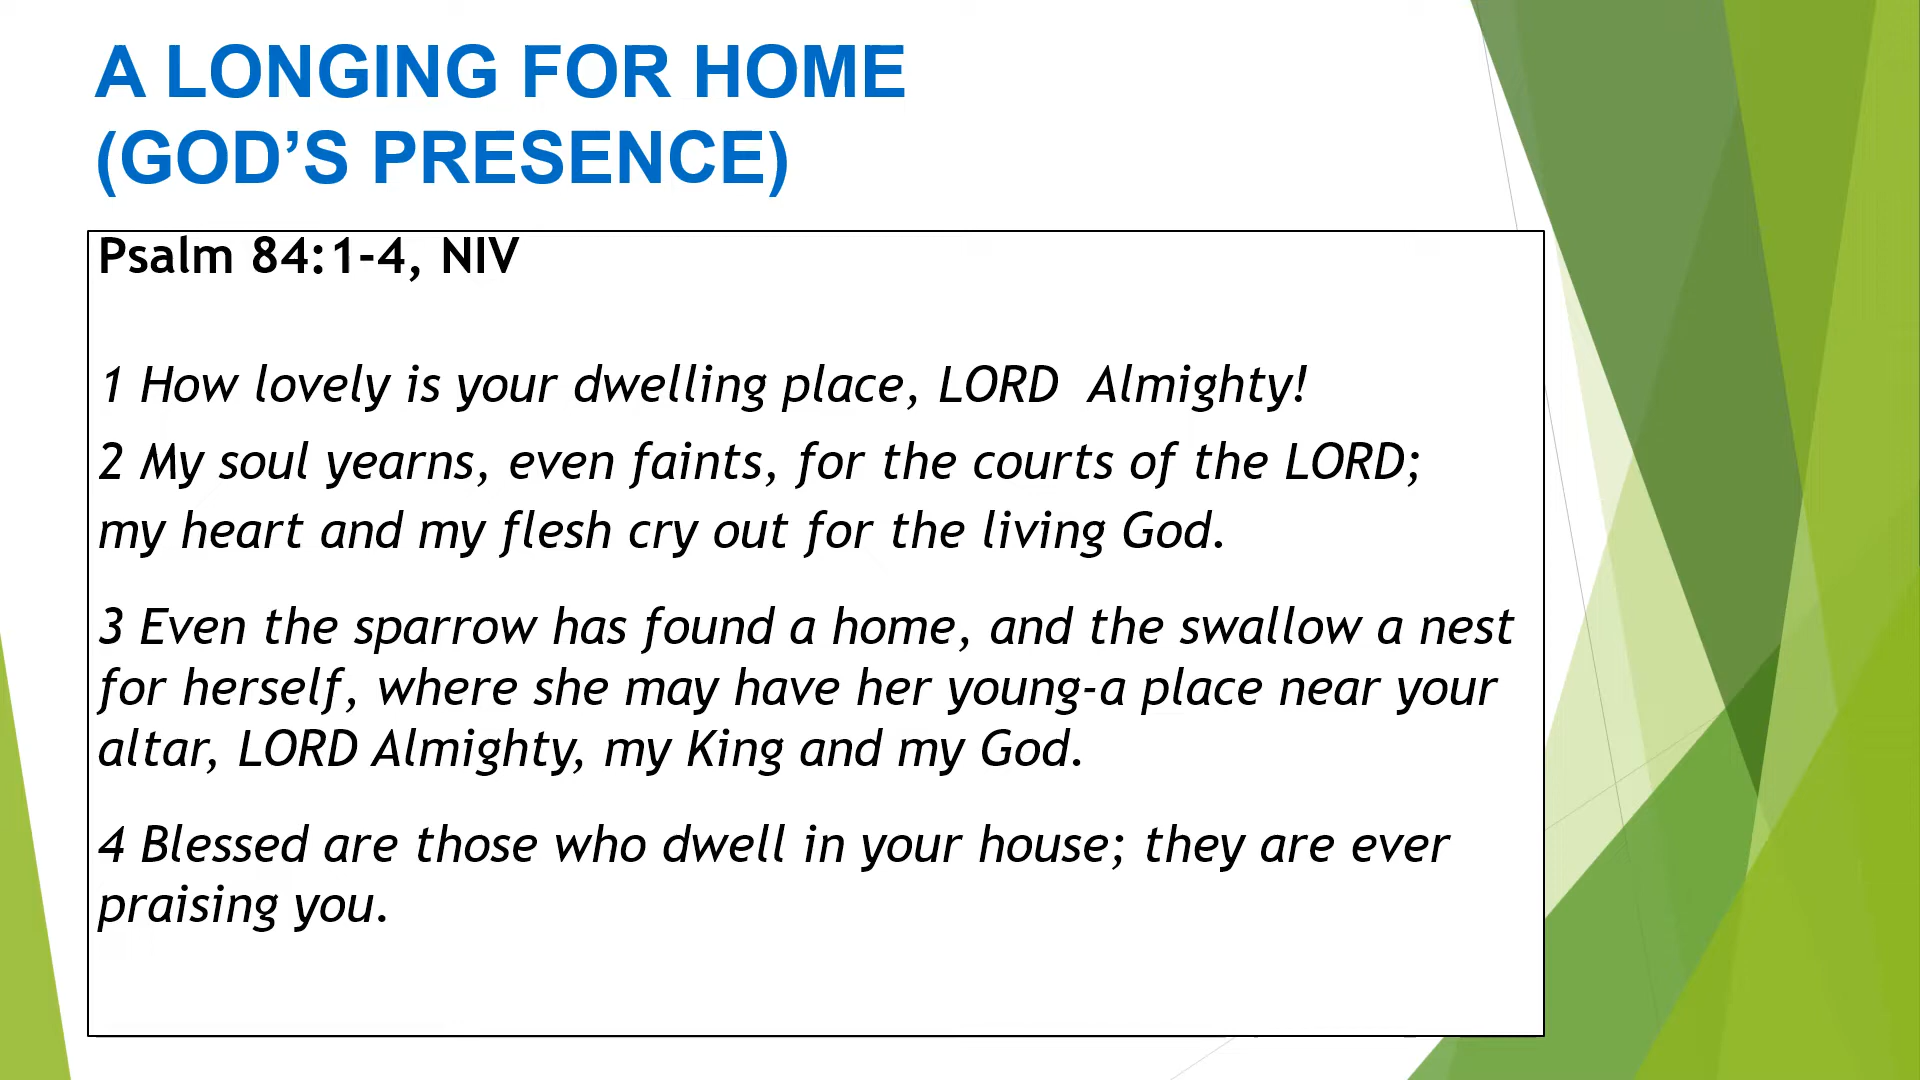 A LONGING FOR HOME
(GOD’S PRESENCE)
Psalm 84:1-4, NIV
1 How lovely is your dwelling place, LORD  Almighty!
2 My soul yearns, even faints, for the courts of the LORD;
my heart and my flesh cry out for the living God.
3 Even the sparrow has found a home, and the swallow a nest
for herself, where she may have her young-a place near your
altar, LORD Almighty, my King and my God.
4 Blessed are those who dwell in your house; they are ever
praising you.